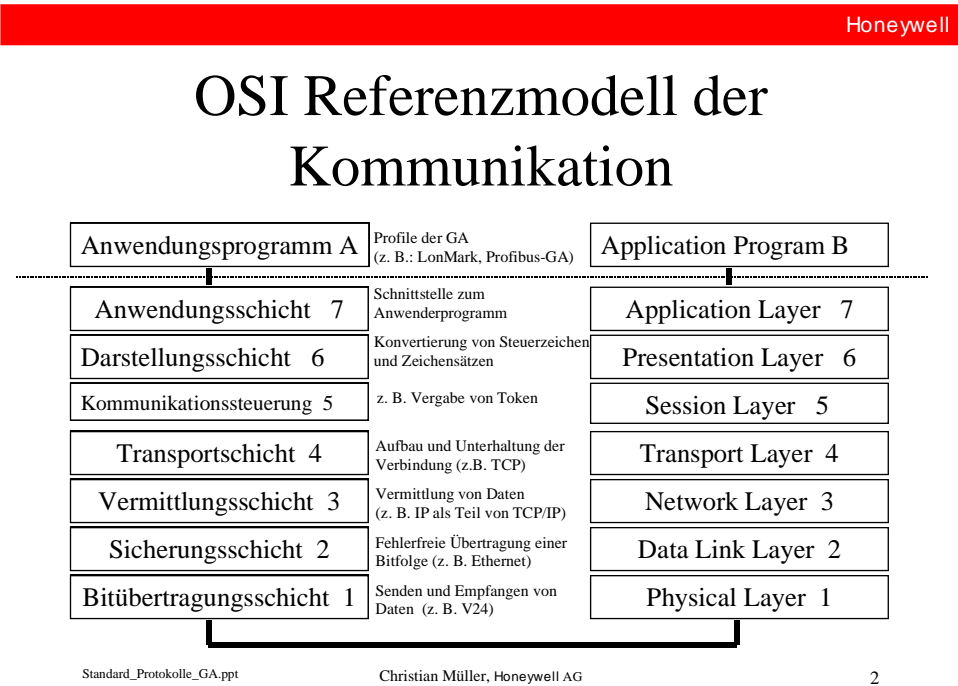 Honeywell
OSI Referenzmodell der
Kommunikation
Anwendungsprogramm A
Profile der GA
(z. B.: LonMark, Profibus-GA)
Application Program B
Anwendungsschicht 7
Schnittstelle zum
Anwenderprogramm
Application Layer 7
Darstellungsschicht 6
Konvertierung von Steuerzeichen
und Zeichensätzen
Presentation Layer 6
Kommunikationssteuerung 5
z. B. Vergabe von Token
Session Layer 5
Transportschicht 4
Aufbau und Unterhaltung der
Verbindung (z.B. TCP)
Transport Layer 4
Vermittlungsschicht 3
Vermittlung von Daten
(z. B. IP als Teil von TCP/IP)
Network Layer 3
Sicherungsschicht 2
Fehlerfreie Übertragung einer
Bitfolge (z. B. Ethernet)
Data Link Layer 2
Bitübertragungsschicht 1
Senden und Empfangen von
Daten (z. B. V24)
Physical Layer 1
Standard_Protokolle_GA.ppt
Christian Müller, Honeywell AG
2